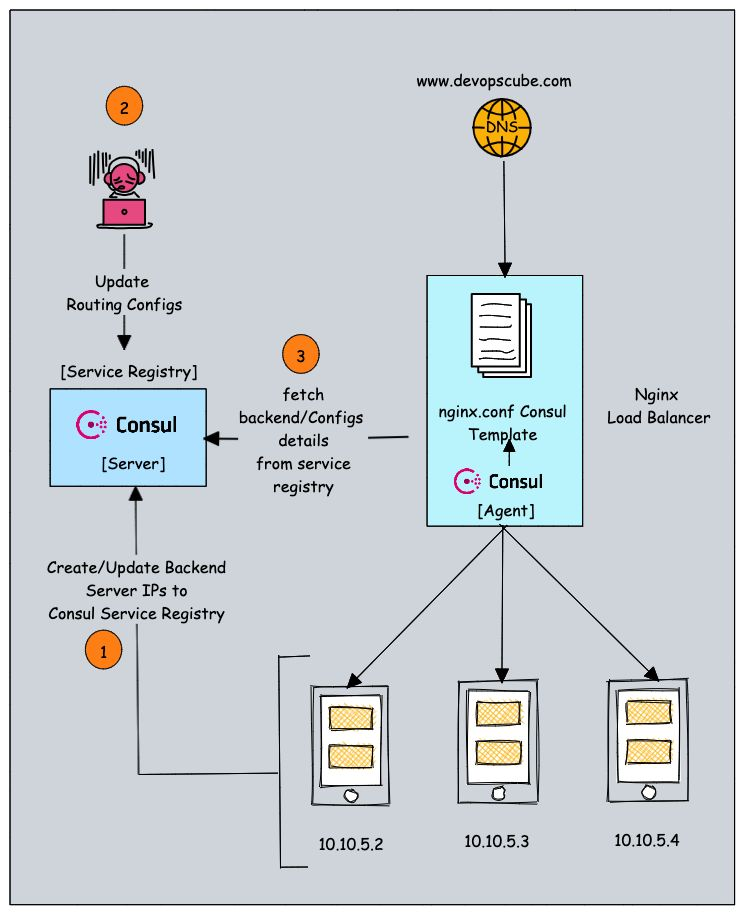 www.devopscube.com
DNS
2
Update
Routing Configs
[Service Registry]
Consul
[Server]
3
fetch
backend/Configs
details
from service
registry
nginx.conf Consul
Template
Consul
[Agent]
Nginx
Load Balancer
Create/Update Backend
Server IPs to
Consul Service Registry
1
10.10.5.2
10.10.5.3
10.10.5.4